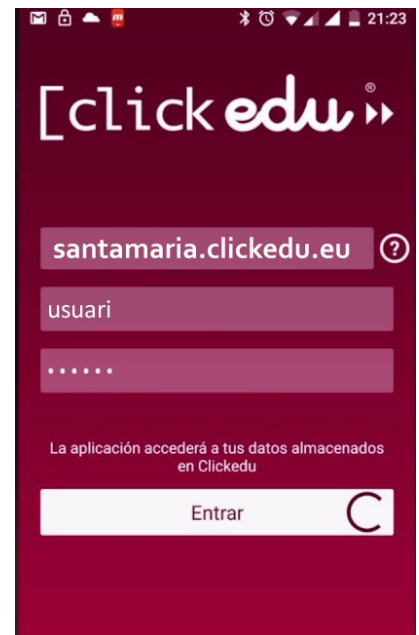 21:23
[clickedu®
santamaria.clickedu.eu ?
usuari
······
La aplicación accederá a tus datos almacenados
en Clickedu
Entrar